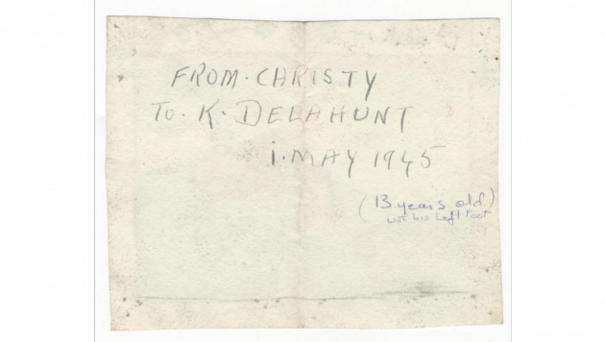 FROM. CHRISTY
To. K. DELAHUNT
1. MAY 1945
(13 years old.)
with his Left Foot